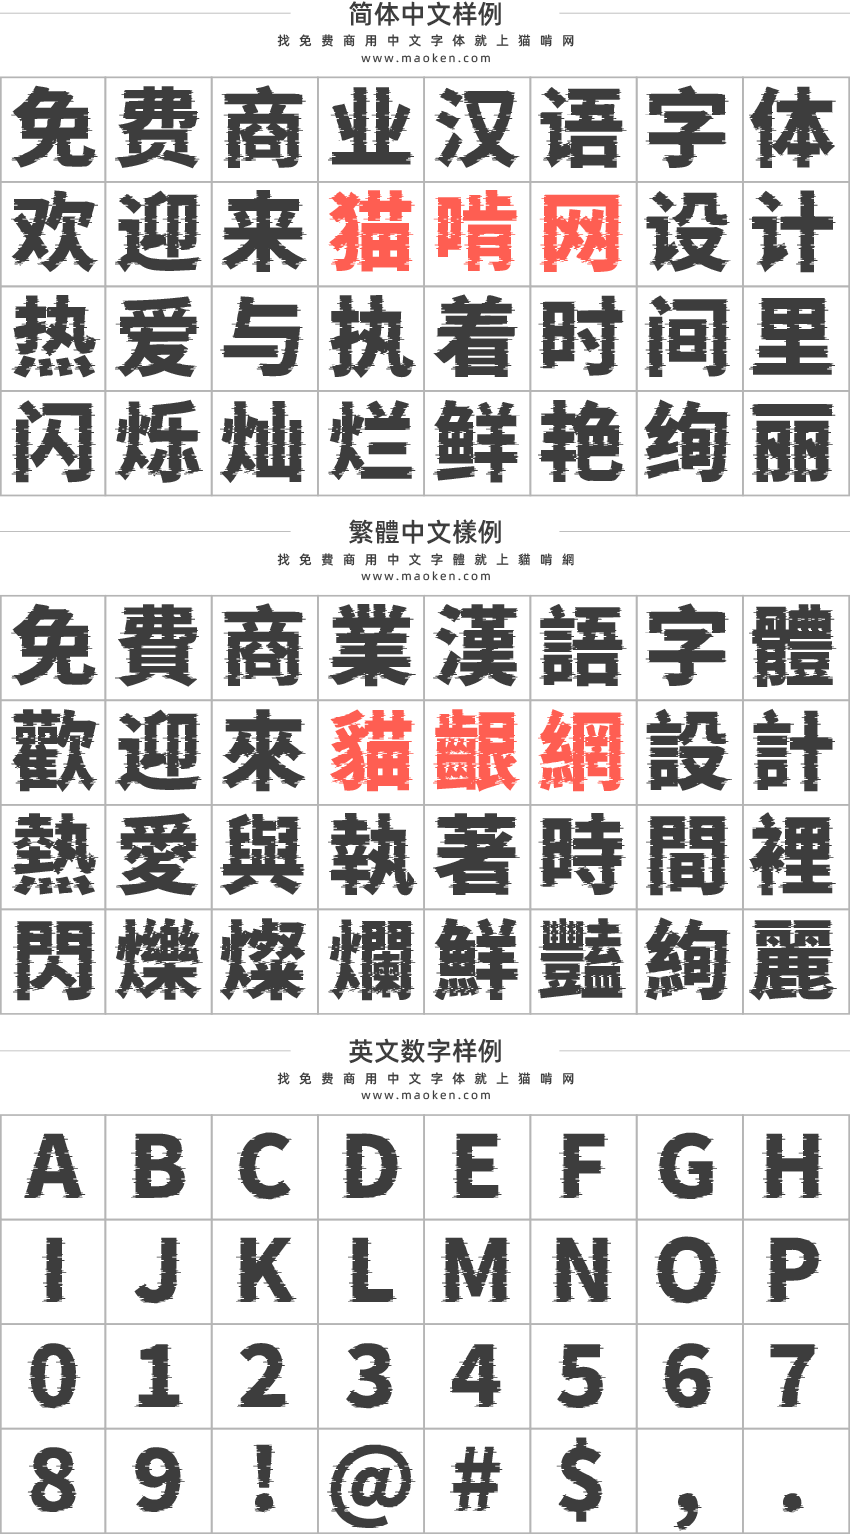 简体中文样例
找免费商用中文字体就上猫啃网
www.maoken.com
免费商业汉语字体
欢迎来猫啃网设计
热爱与执着时间里
闪烁灿烂鲜艳绚丽
繁體中文樣例
找免費商用中文字體就上貓啃網
www.maoken.com
免費商業漢語字體
歡迎來貓齦網設計
熱愛與執著時間裡
閃爍燦爛鮮豔絢麗
英文数字样例
找免费商用中文字体就上猫啃网
www.maoken.com
ABCDEFGH
IJKLMNOP
01234567
89!@#$,.